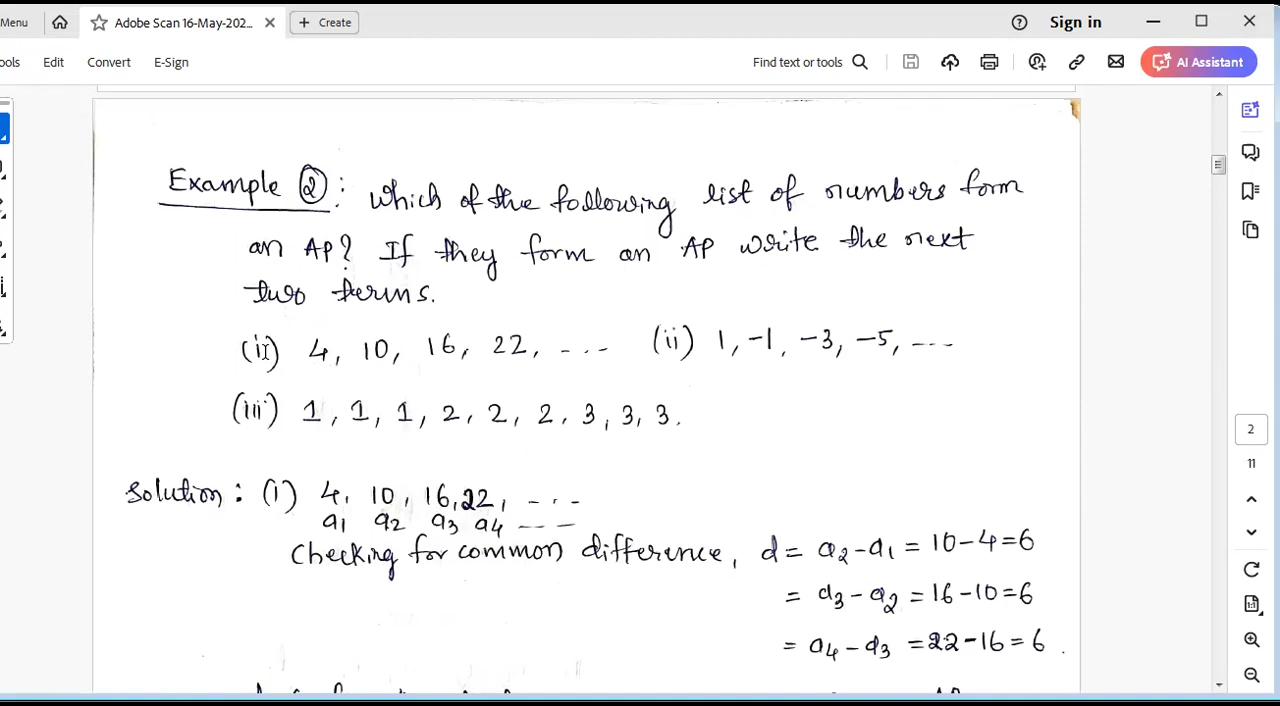 Menu
Adobe Scan 16-May-202...
Create
Sign in
ools Edit Convert E-Sign
Find text or tools
AI Assistant
Example 2 : Which of the following list of numbers form
an AP? If they form an AP write the next
two terms.
(i) 4, 10, 16, 22, ---- (ii) 1, -1, -3, -5, ----
(iii) 1, 1, 1, 2, 2, 2, 3, 3, 3.
Solution : (i) 4, 10, 16, 22, ----
a1 a2 a3 a4 ----
Checking for common difference, d = a2 - a1 = 10 - 4 = 6
= a3 - a2 = 16 - 10 = 6
= a4 - a3 = 22 - 16 = 6
2
11